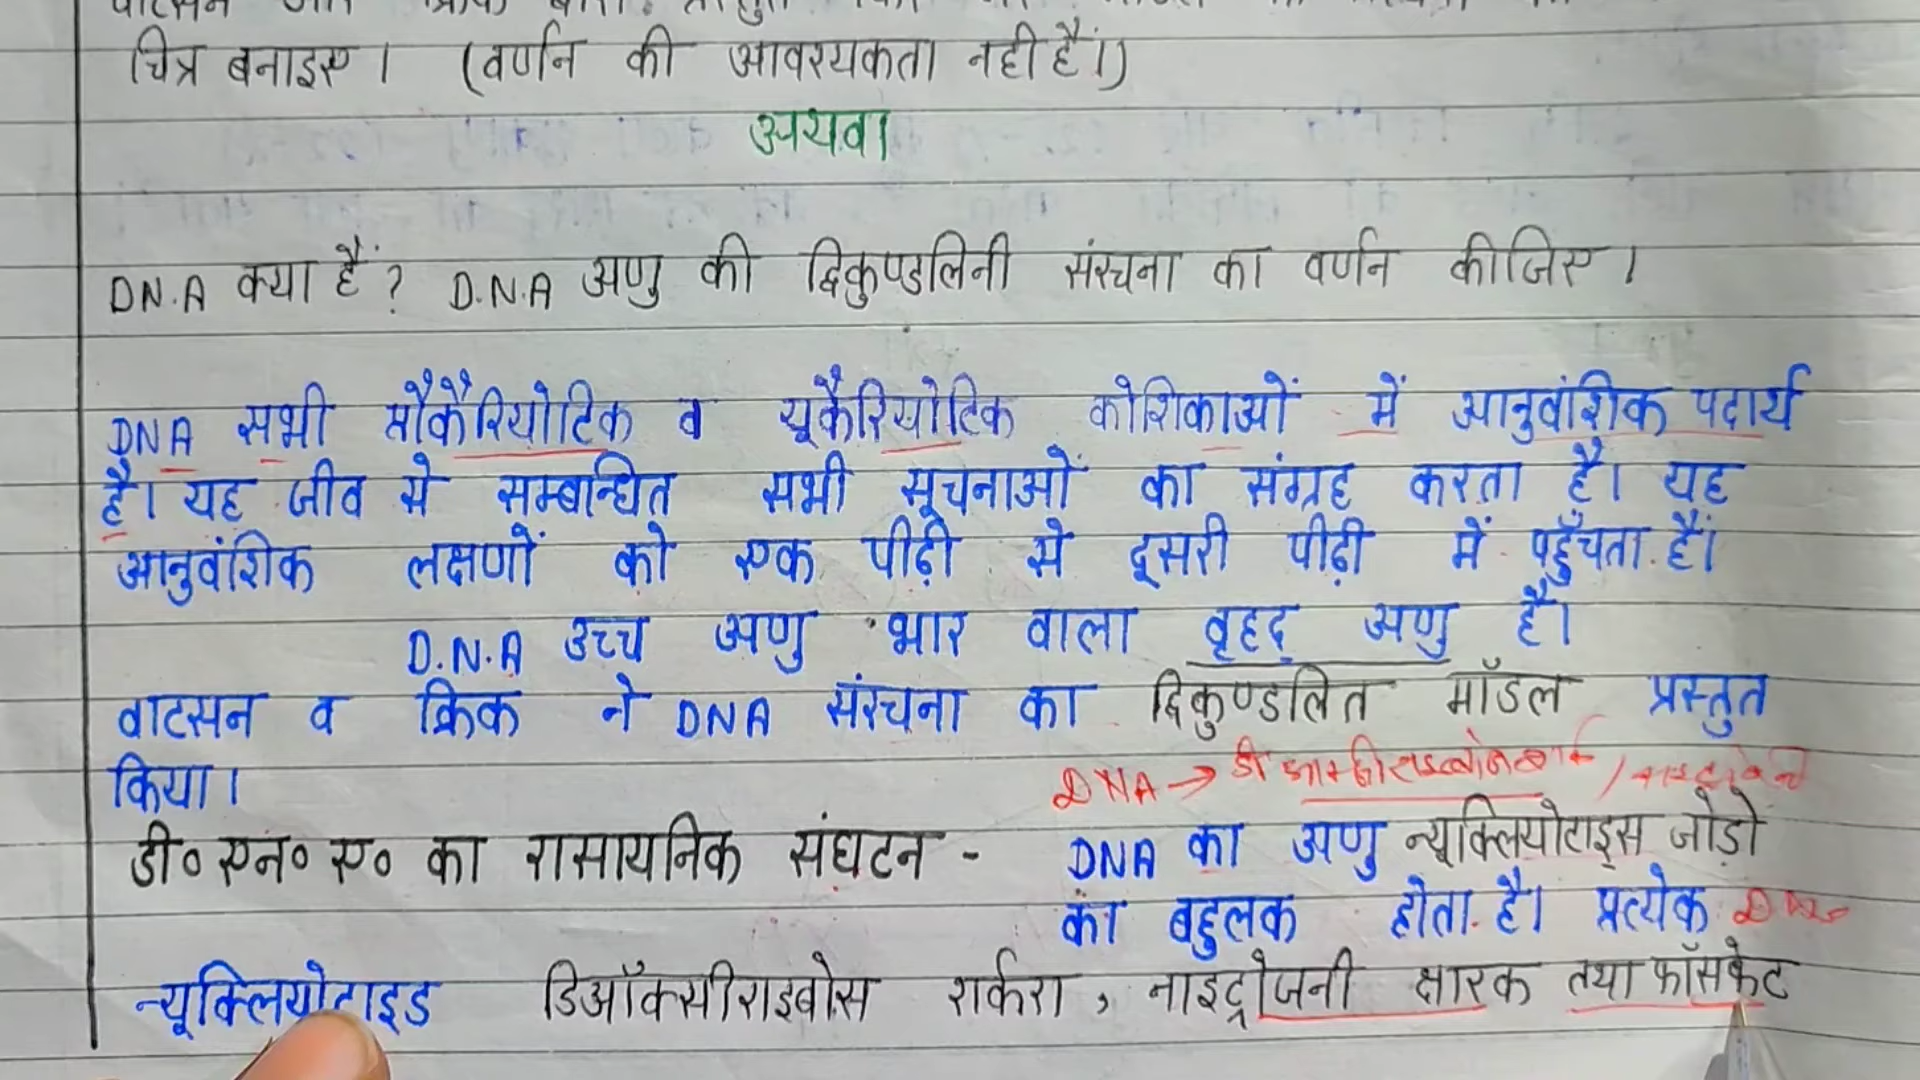 चित्र बनाइए। (वर्णन की आवश्यकता नही है।)
अथवा
DN.A क्या है? D.N.A अणु की द्विकुण्डलिनी संरचना का वर्णन कीजिए।
DNA सभी प्रौकैरियोटिक व यूकैरियोटिक कोशिकाओं में आनुवंशिक पदार्थ
है। यह जीव से सम्बन्धित सभी सूचनाओं का संग्रह करता है। यह
आनुवंशिक लक्षणों को एक पीढ़ी से दूसरी पीढ़ी में पहुँचता है।
D.N.A उच्च अणु भार वाला वृहद् अणु है।
वाटसन व क्रिक ने DNA संरचना का द्विकुण्डलित मॉडल प्रस्तुत
किया।
DNA →
डी० एन० ए० का रासायनिक संघटन - DNA का अणु न्यूक्लियोटाइस जोड़ो
का बहुलक होता है। प्रत्येक
न्यूक्लियोटाइड डिऑक्सीराइबोस शर्करा, नाइट्रोजनी क्षारक तथा फॉस्फेट